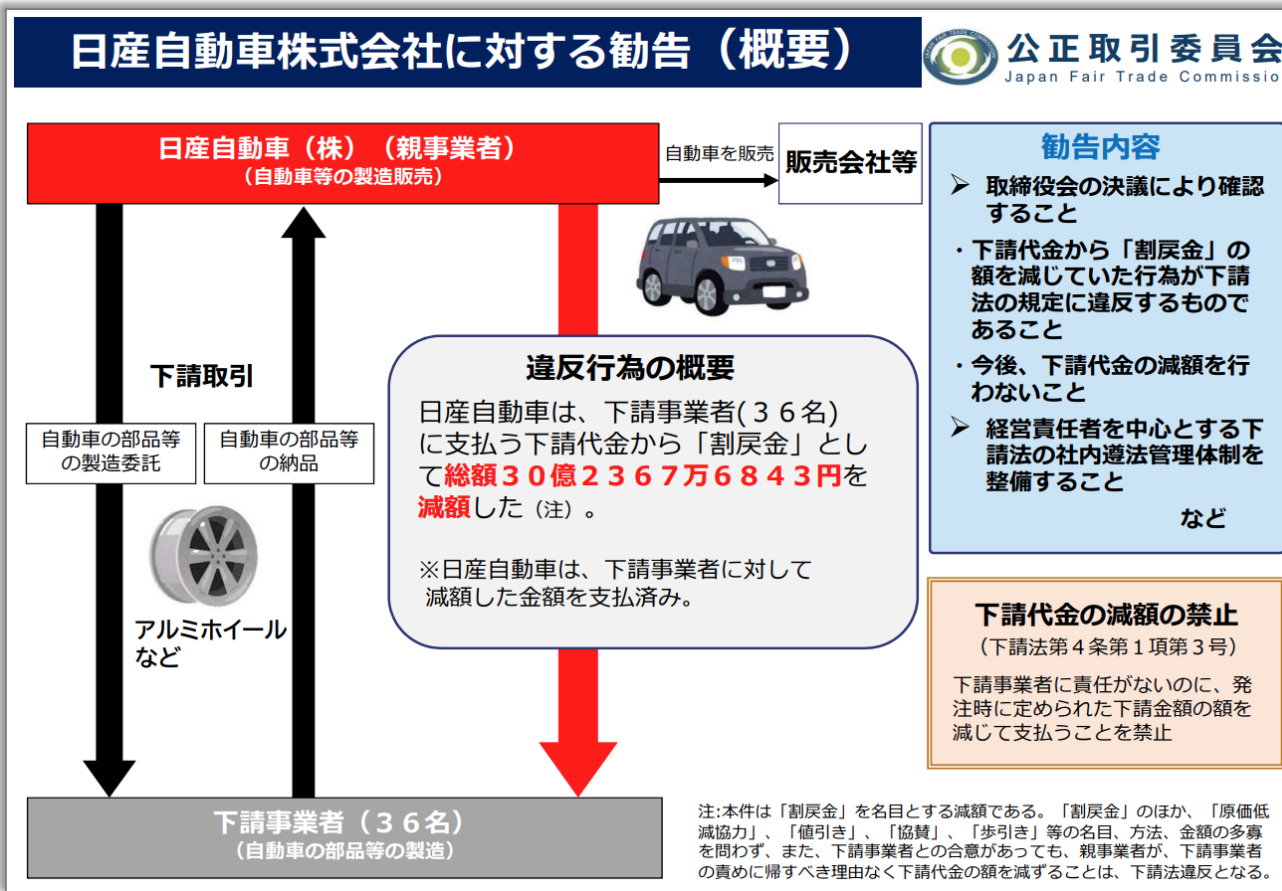 日産自動車株式会社に対する勧告（概要）
公正取引委員会
Japan Fair Trade Commissio
日産自動車（株）（親事業者）
（自動車等の製造販売）
自動車を販売
販売会社等
下請取引
自動車の部品等
の製造委託
自動車の部品等
の納品
アルミホイール
など
違反行為の概要
日産自動車は、下請事業者(３６名)
に支払う下請代金から「割戻金」とし
て総額３０億２３６７万６８４３円を
減額した（注）。
※日産自動車は、下請事業者に対して
減額した金額を支払済み。
下請事業者（３６名）
（自動車の部品等の製造）
勧告内容
➢ 取締役会の決議により確認
すること
・下請代金から「割戻金」の
額を減じていた行為が下請
法の規定に違反するもので
あること
・今後、下請代金の減額を行
わないこと
➢ 経営責任者を中心とする下
請法の社内遵法管理体制を
整備すること
など
下請代金の減額の禁止
（下請法第４条第１項第３号）
下請事業者に責任がないのに、発
注時に定められた下請金額の額を
減じて支払うことを禁止
注:本件は「割戻金」を名目とする減額である。「割戻金」のほか、「原価低
減協力」、「値引き」、「協賛」、「歩引き」等の名目、方法、金額の多寡
を問わず、また、下請事業者との合意があっても、親事業者が、下請事業者
の責めに帰すべき理由なく下請代金の額を減ずることは、下請法違反となる。